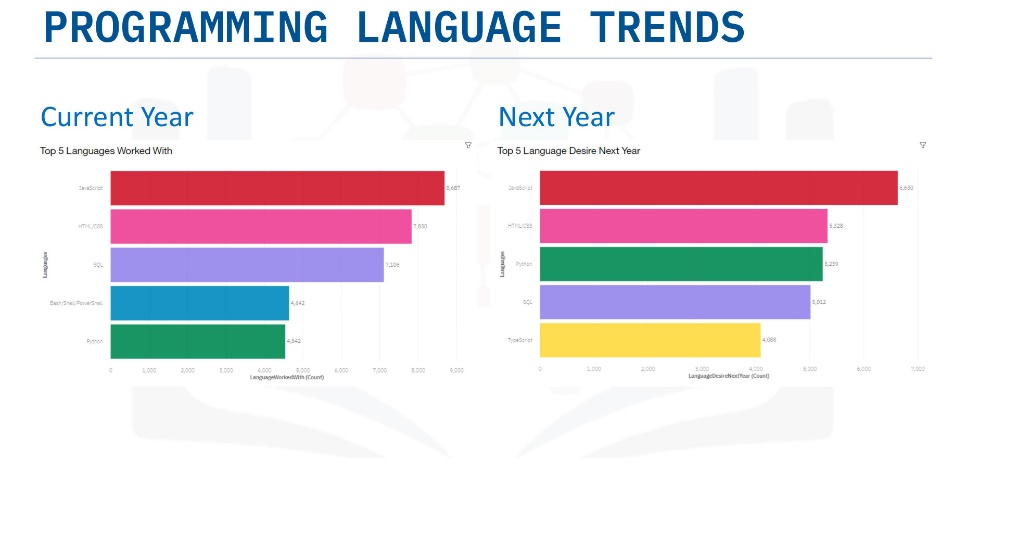 PROGRAMMING LANGUAGE TRENDS
Current Year
Next Year
Top 5 Languages Worked With
Top 5 Language Desire Next Year
Languages
JavaScript
8,687
HTML/CSS
7,830
SQL
7,106
Bash/Shell/PowerShell
4,642
Python
4,542
0 1,000 2,000 3,000 4,000 5,000 6,000 7,000 8,000 9,000
LanguageWorkedWith (Count)
Languages
JavaScript
6,630
HTML/CSS
5,328
Python
5,239
SQL
5,012
TypeScript
4,088
0 1,000 2,000 3,000 4,000 5,000 6,000 7,000
LanguageDesireNextYear (Count)